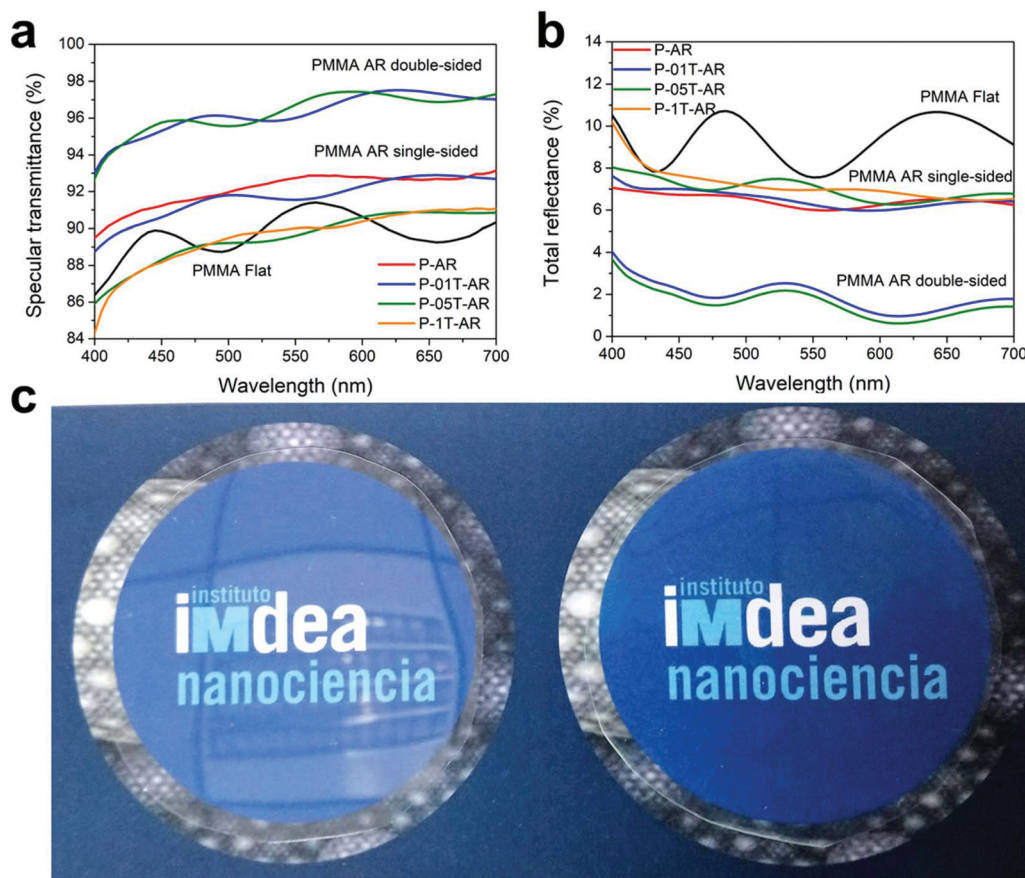 a
100
98
96
94
92
90
88
86
84
400
450
500
550
600
650
700
Specular transmittance (%)
Wavelength (nm)
PMMA AR double-sided
PMMA AR single-sided
PMMA Flat
P-AR
P-01T-AR
P-05T-AR
P-1T-AR
b
14
12
10
8
6
4
2
0
400
450
500
550
600
650
700
Total reflectance (%)
Wavelength (nm)
P-AR
P-01T-AR
P-05T-AR
P-1T-AR
PMMA Flat
PMMA AR single-sided
PMMA AR double-sided
c
instituto
iMdea
nanociencia
instituto
iMdea
nanociencia